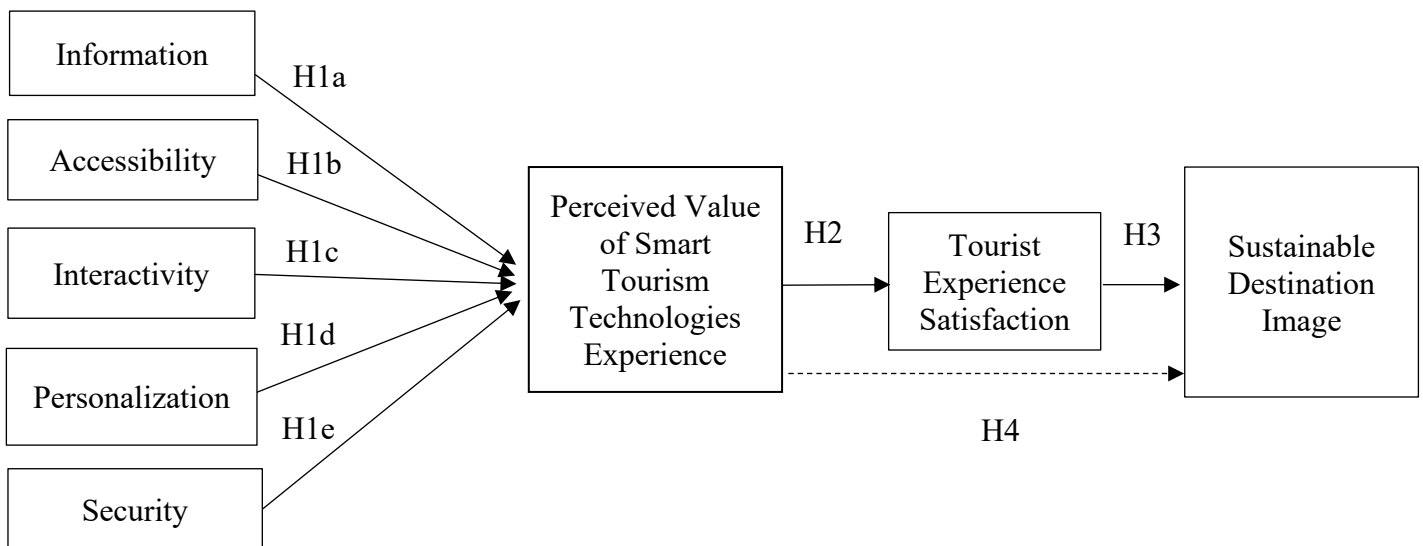 Information
H1a
Accessibility
H1b
Interactivity
H1c
Personalization
H1d
Security
H1e
Perceived Value
of Smart
Tourism
Technologies
Experience
H2
Tourist
Experience
Satisfaction
H3
Sustainable
Destination
Image
H4